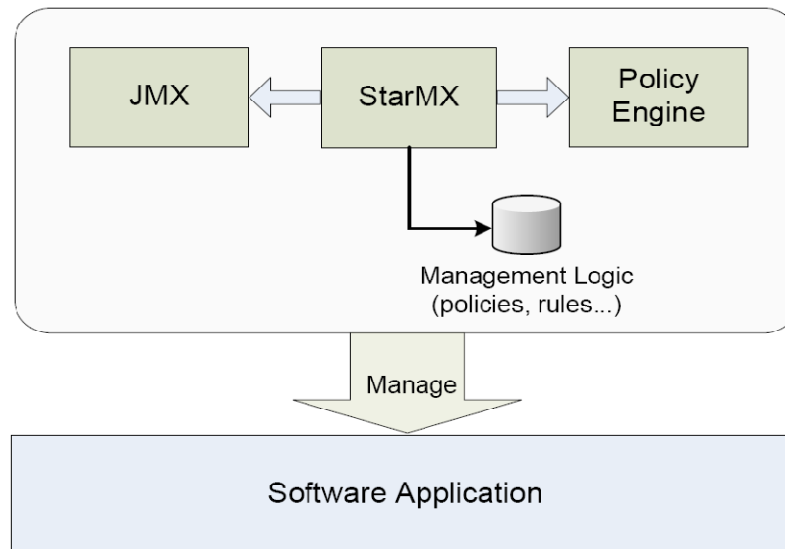 JMX
StarMX
Policy
Engine
Management Logic
(policies, rules...)
Manage
Software Application